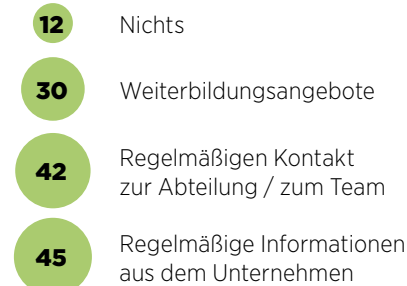 12 Nichts
30 Weiterbildungsangebote
42 Regelmäßigen Kontakt
zur Abteilung / zum Team
45 Regelmäßige Informationen
aus dem Unternehmen